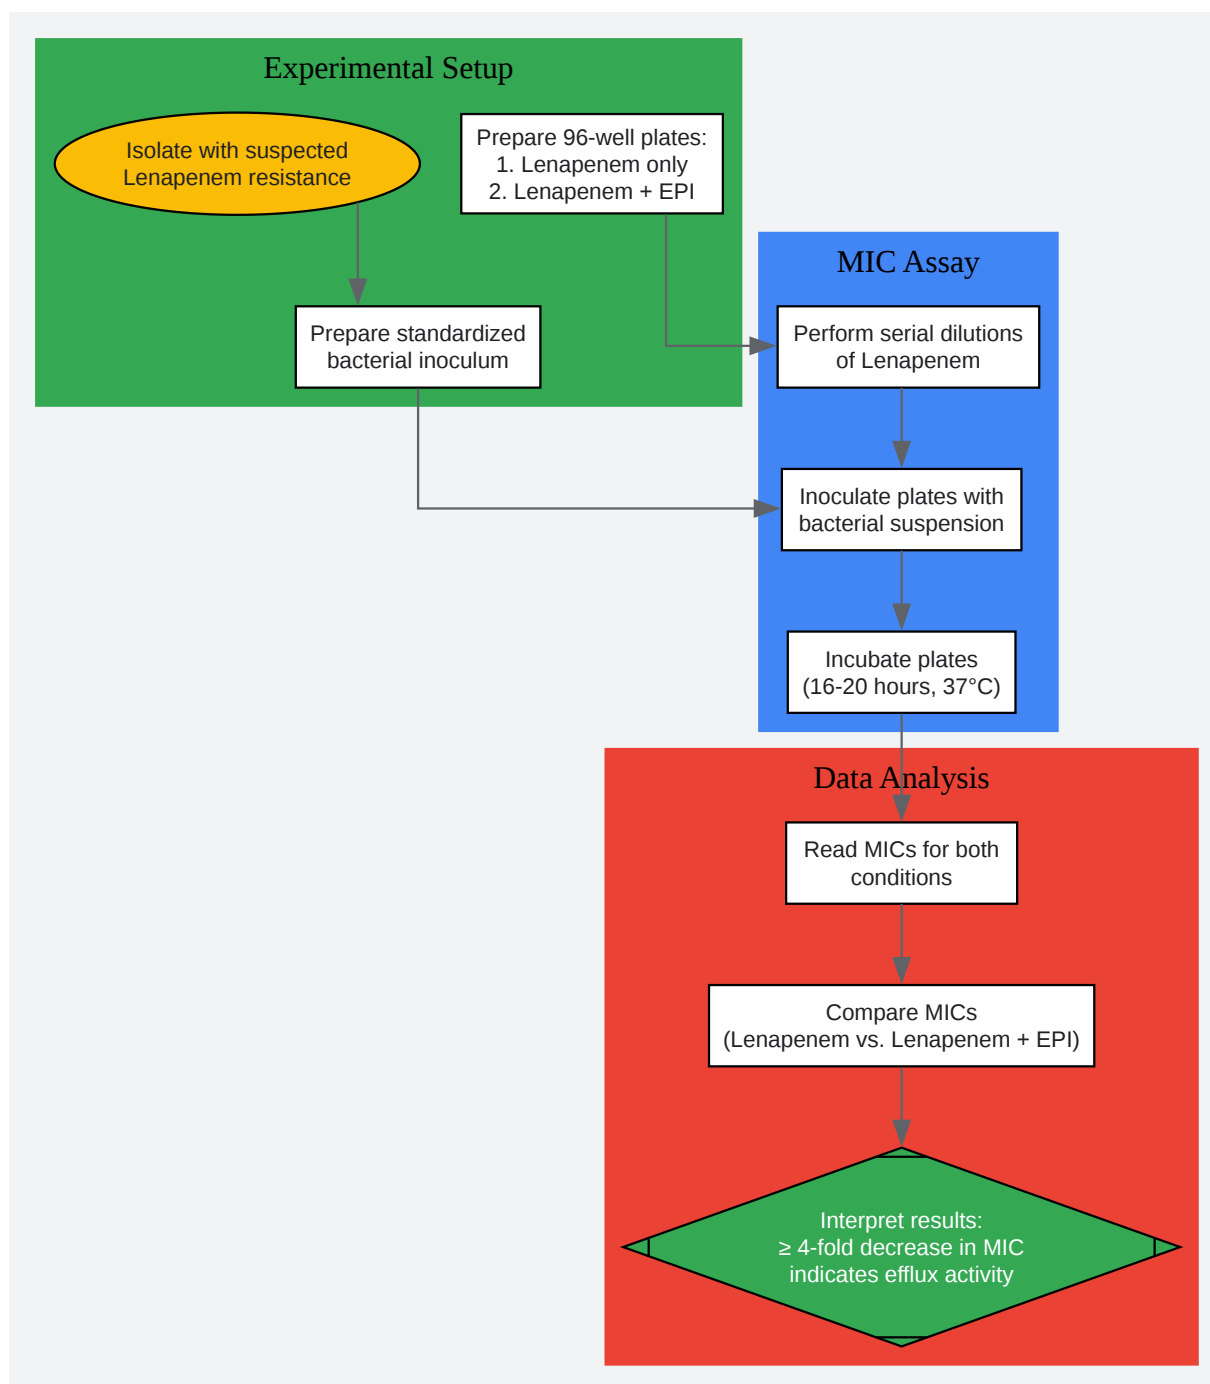 Experimental Setup
Isolate with suspected
Lenapenem resistance
Prepare 96-well plates:
1. Lenapenem only
2. Lenapenem + EPI
Prepare standardized
bacterial inoculum
MIC Assay
Perform serial dilutions
of Lenapenem
Inoculate plates with
bacterial suspension
Incubate plates
(16-20 hours, 37°C)
Data Analysis
Read MICs for both
conditions
Compare MICs
(Lenapenem vs. Lenapenem + EPI)
Interpret results:
≥ 4-fold decrease in MIC
indicates efflux activity